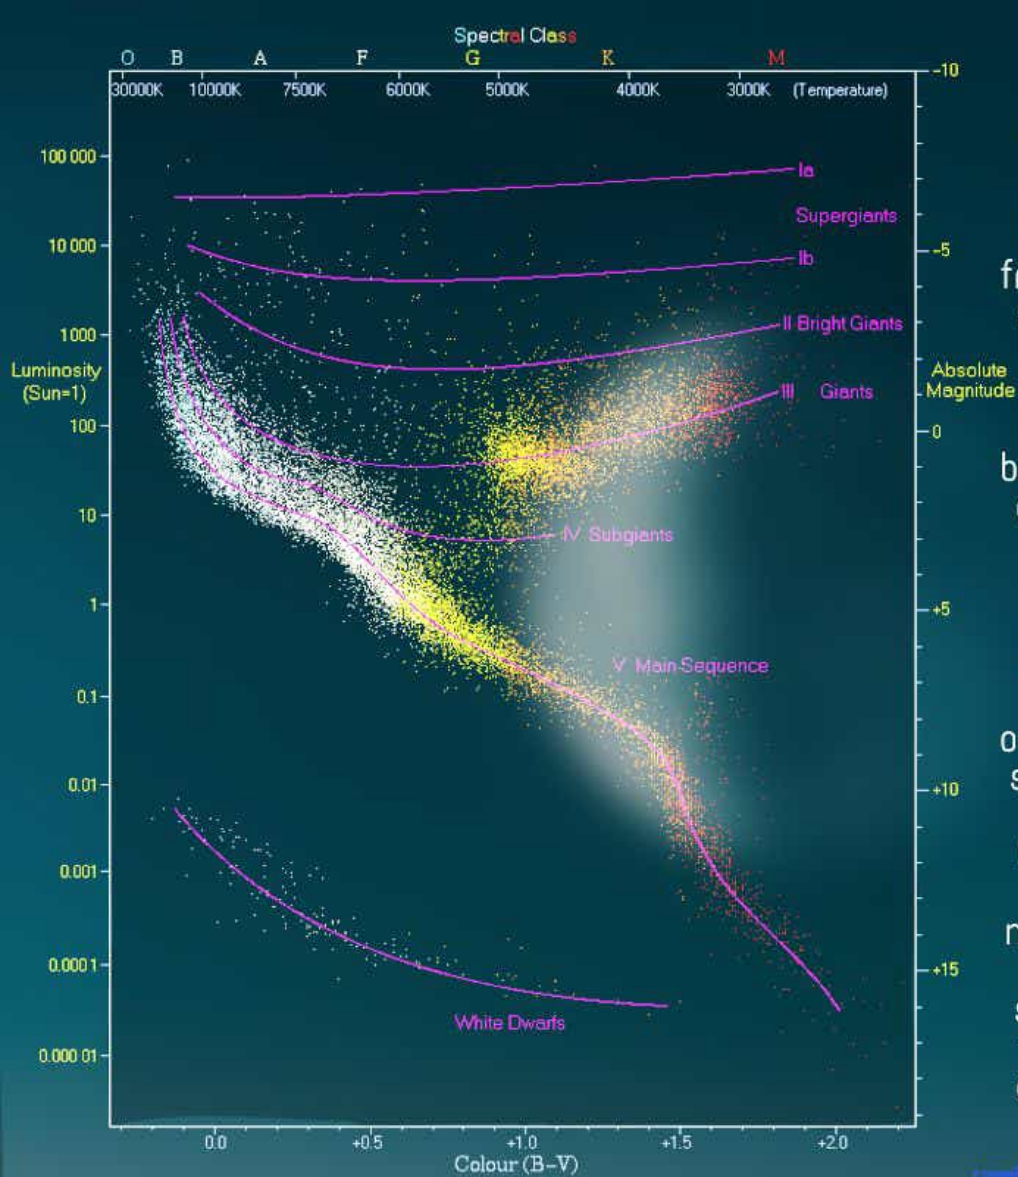 Spectral Class
O B A F G K M
30000K 10000K 7500K 6000K 5000K 4000K 3000K (Temperature)
-10
100 000
Ia
Supergiants
10 000
-5
Ib
1000
II Bright Giants
Luminosity
(Sun=1)
Absolute
Magnitude
III Giants
100
0
10
IV Subgiants
1
+5
V Main Sequence
0.1
0.01
+10
0.001
0.0001
+15
White Dwarfs
0.000 01
0.0 +0.5 +1.0 +1.5 +2.0
Colour (B-V)